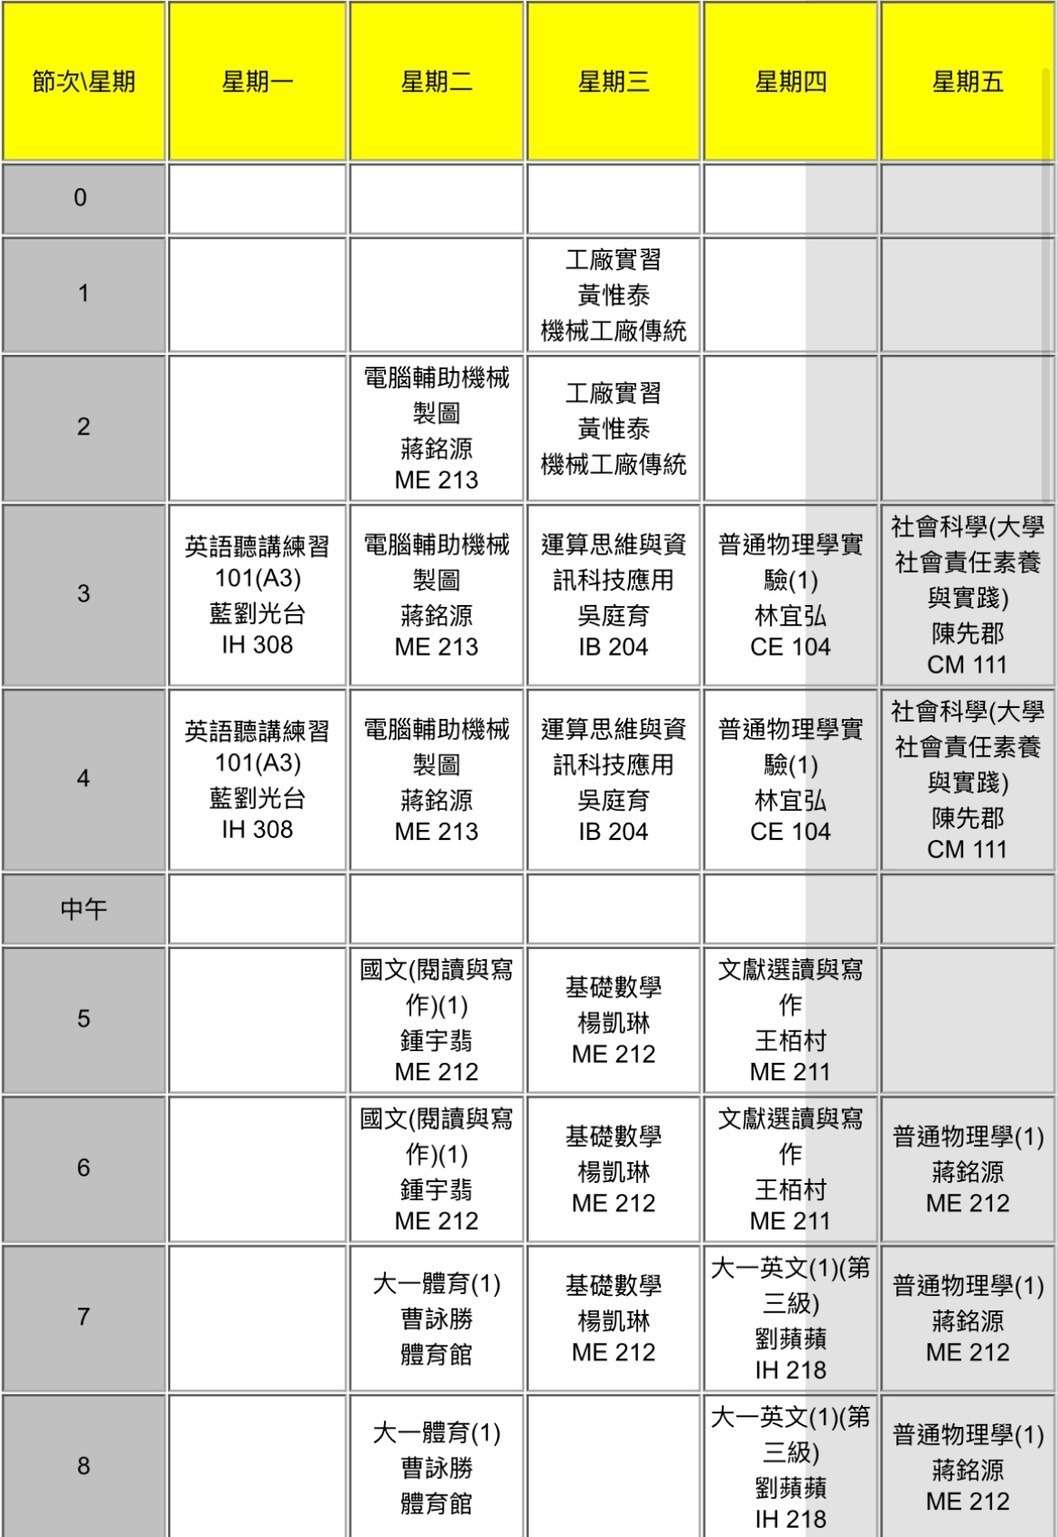 節次\星期
星期一
星期二
星期三
星期四
星期五
0
1
工廠實習
黃惟泰
機械工廠傳統
2
電腦輔助機械
製圖
蔣銘源
ME 213
工廠實習
黃惟泰
機械工廠傳統
3
英語聽講練習
101(A3)
藍劉光台
IH 308
電腦輔助機械
製圖
蔣銘源
ME 213
運算思維與資
訊科技應用
吳庭育
IB 204
普通物理學實
驗(1)
林宜弘
CE 104
社會科學(大學
社會責任素養
與實踐)
陳先郡
CM 111
4
英語聽講練習
101(A3)
藍劉光台
IH 308
電腦輔助機械
製圖
蔣銘源
ME 213
運算思維與資
訊科技應用
吳庭育
IB 204
普通物理學實
驗(1)
林宜弘
CE 104
社會科學(大學
社會責任素養
與實踐)
陳先郡
CM 111
中午
5
國文(閱讀與寫
作)(1)
鍾宇翡
ME 212
基礎數學
楊凱琳
ME 212
文獻選讀與寫
作
王栢村
ME 211
6
國文(閱讀與寫
作)(1)
鍾宇翡
ME 212
基礎數學
楊凱琳
ME 212
文獻選讀與寫
作
王栢村
ME 211
普通物理學(1)
蔣銘源
ME 212
7
大一體育(1)
曹詠勝
體育館
基礎數學
楊凱琳
ME 212
大一英文(1)(第
三級)
劉蘋蘋
IH 218
普通物理學(1)
蔣銘源
ME 212
8
大一體育(1)
曹詠勝
體育館
大一英文(1)(第
三級)
劉蘋蘋
IH 218
普通物理學(1)
蔣銘源
ME 212